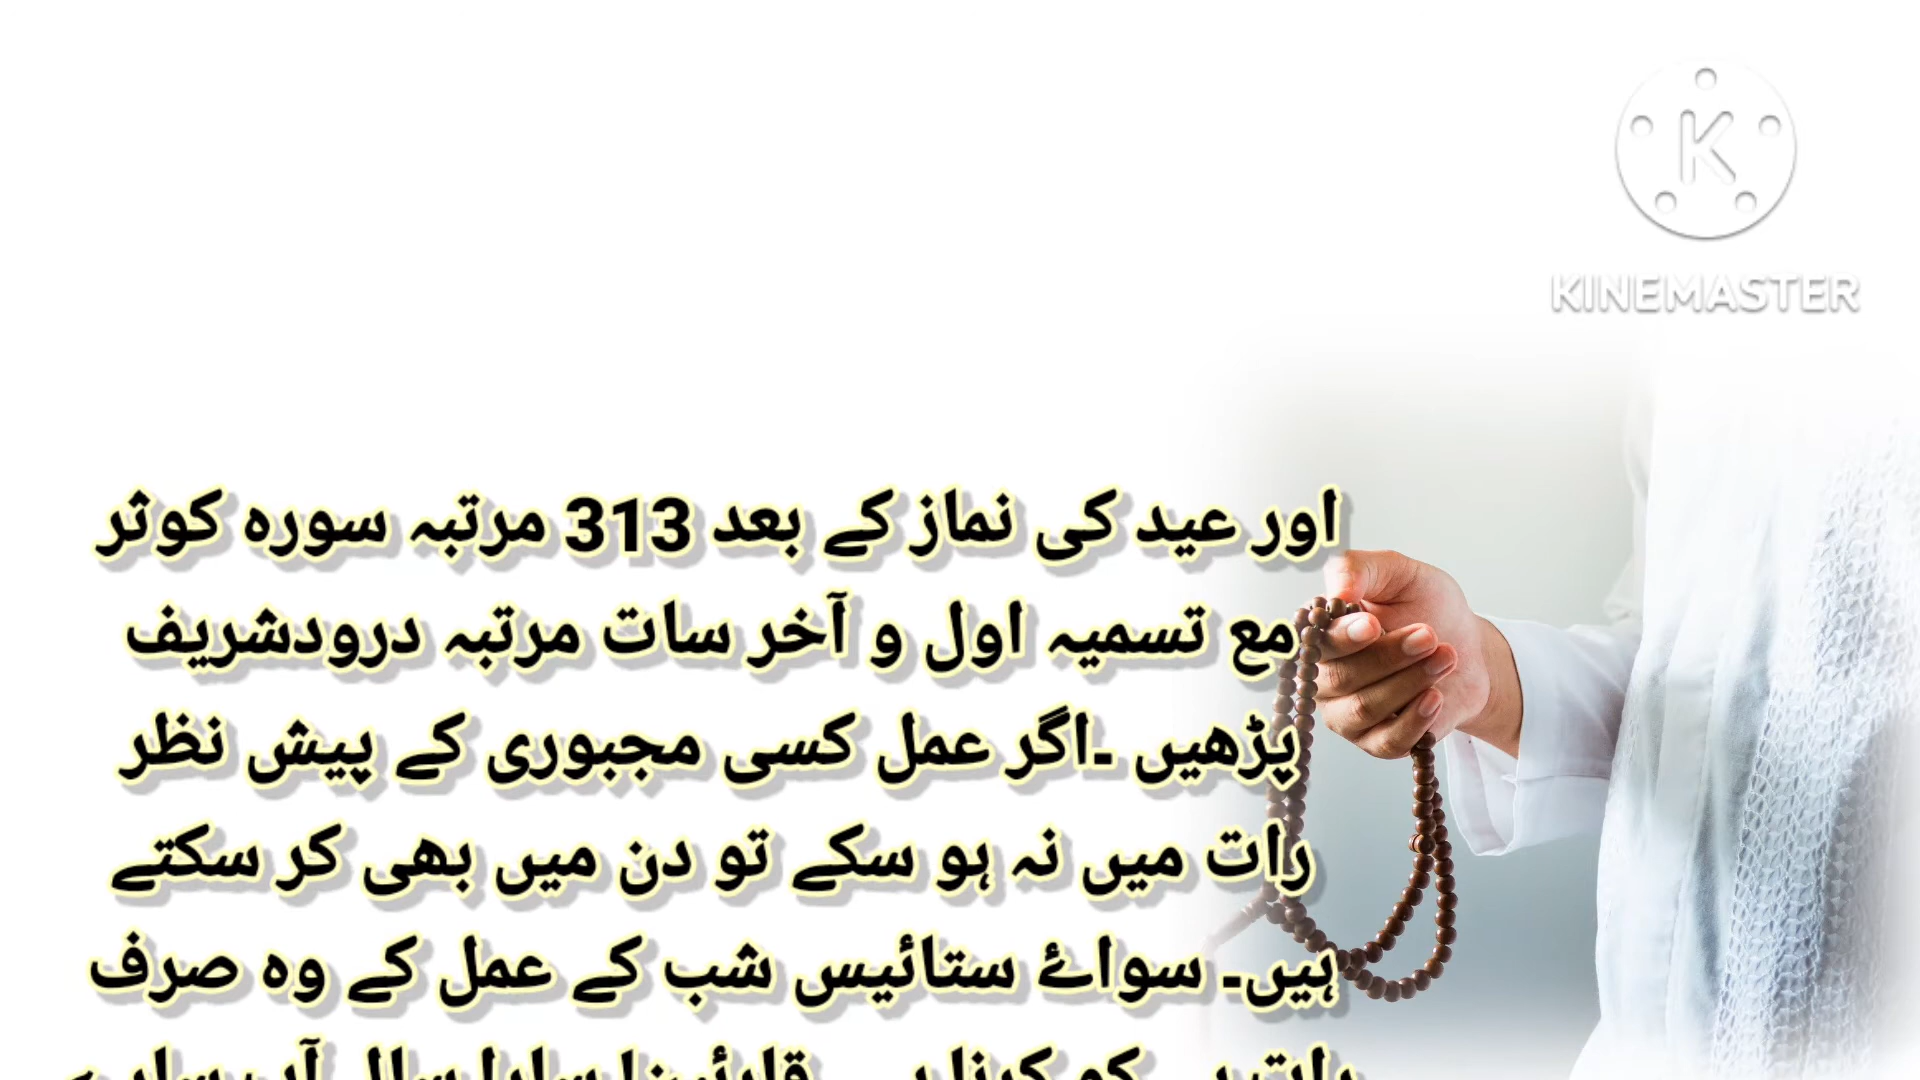 KINEMASTER
اور عید کی نماز کے بعد 313 مرتبہ سورہ کوثر
مع تسمیہ اول و آخر سات مرتبہ درودشریف
پڑھیں ۔اگر عمل کسی مجبوری کے پیش نظر
رات میں نہ ہو سکے تو دن میں بھی کر سکتے
ہیں۔ سوائے ستائیس شب کے عمل کے وہ صرف